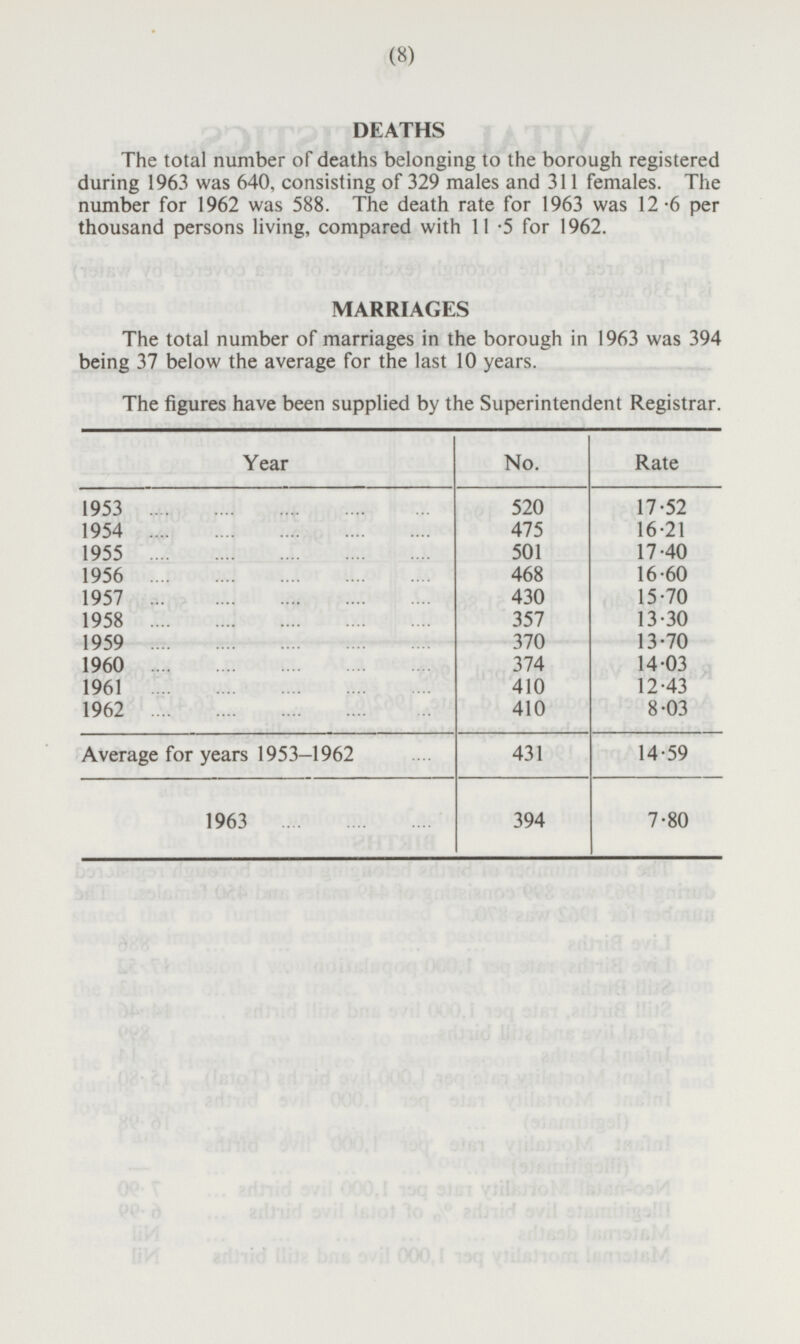 (8)
DEATHS
The total number of deaths belonging to the borough registered
during 1963 was 640, consisting of 329 males and 311 females. The
number for 1962 was 588. The death rate for 1963 was 12·6 per
thousand persons living, compared with 11·5 for 1962.
MARRIAGES
The total number of marriages in the borough in 1963 was 394
being 37 below the average for the last 10 years.
The figures have been supplied by the Superintendent Registrar.
Year No. Rate
1953 .... .... .... .... ... 520 17·52
1954 .... .... .... .... .... 475 16·21
1955 .... .... .... .... .... 501 17·40
1956 .... .... .... .... .... 468 16·60
1957 ... .... .... .... .... 430 15·70
1958 .... .... .... .... .... 357 13·30
1959 .... .... .... .... .... 370 13·70
1960 .... .... .... .... .... 374 14·03
1961 .... .... .... .... .... 410 12·43
1962 .... .... .... .... ... 410 8·03
Average for years 1953–1962 .... 431 14·59
1963 .... .... .... 394 7·80